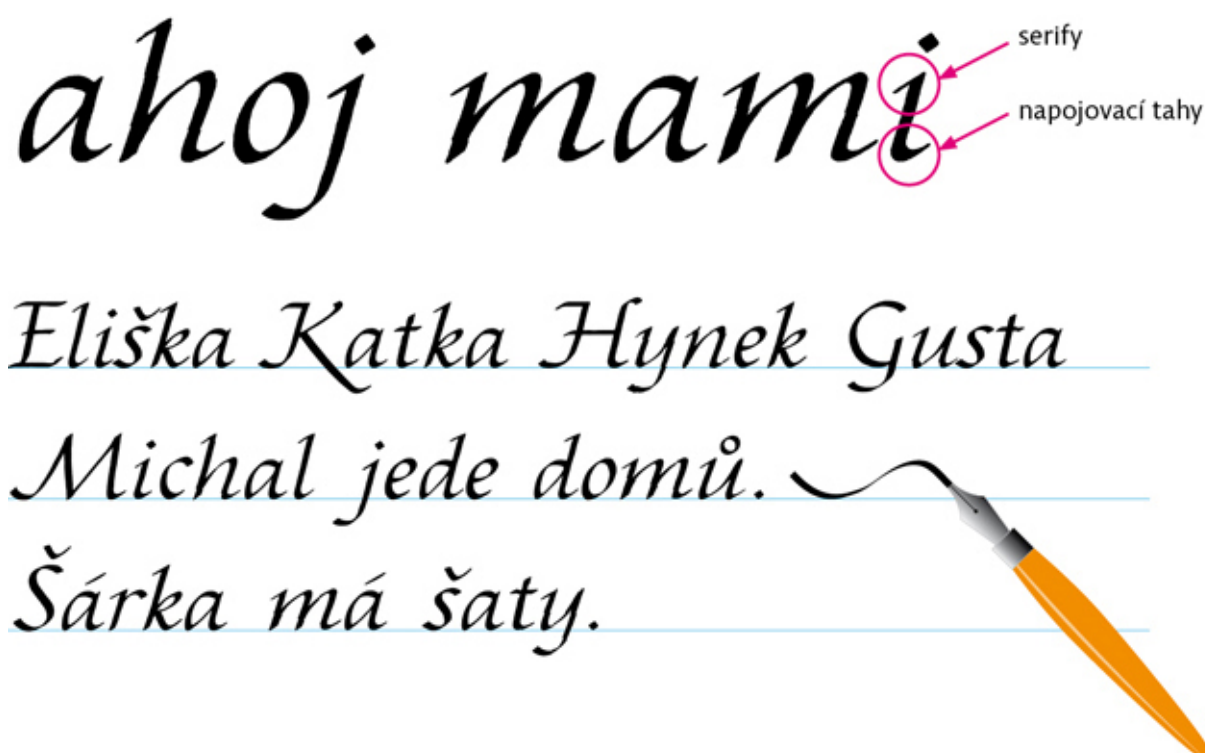 ahoj mami
serify
napojovací tahy
Eliška Katka Hynek Gusta
Michal jede domů.
Šárka má šaty.